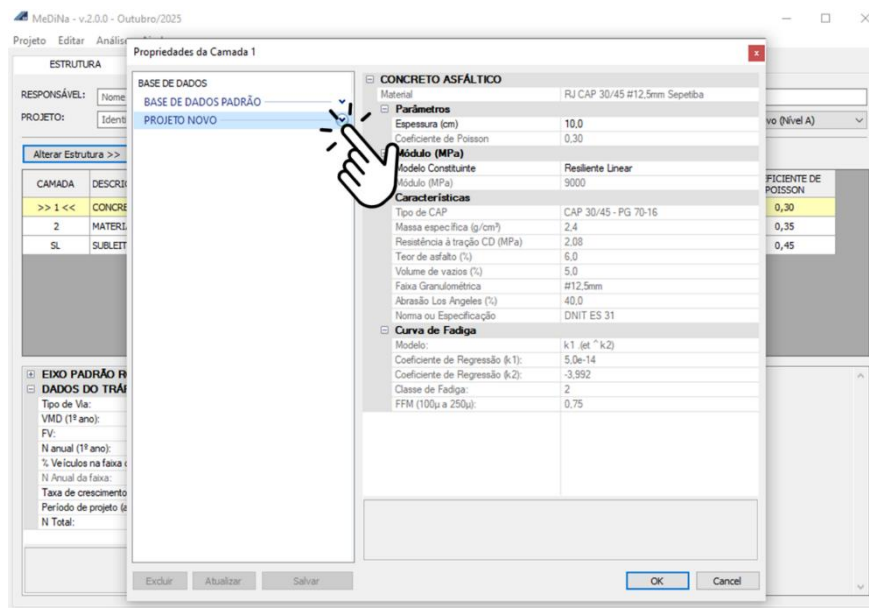 MeDiNa - v.2.0.0 - Outubro/2025
Projeto Editar Análise
ESTRUTURA
RESPONSÁVEL: Nome
PROJETO: Identi
vo (Nível A)
Alterar Estrutura >>
CAMADA DESCRI FICIENTE DE POISSON
>> 1 << CONCRE 0,30
2 MATERI 0,35
SL SUBLEIT 0,45
EIXO PADRÃO R
DADOS DO TRÁF
Tipo de Via:
VMD (1º ano):
FV:
N anual (1º ano):
% Veículos na faixa
N Anual da faixa:
Taxa de crescimento
Período de projeto (a
N Total:
Propriedades da Camada 1
x
BASE DE DADOS
BASE DE DADOS PADRÃO
PROJETO NOVO
CONCRETO ASFÁLTICO
Material RJ CAP 30/45 #12,5mm Sepetiba
Parâmetros
Espessura (cm) 10,0
Coeficiente de Poisson 0,30
Módulo (MPa)
Modelo Constituinte Resiliente Linear
Módulo (MPa) 9000
Características
Tipo de CAP CAP 30/45 - PG 70-16
Massa específica (g/cm³) 2,4
Resistência à tração CD (MPa) 2,08
Teor de asfalto (%) 6,0
Volume de vazios (%) 5,0
Faixa Granulométrica #12,5mm
Abrasão Los Angeles (%) 40,0
Norma ou Especificação DNIT ES 31
Curva de Fadiga
Modelo: k1 .(et ^ k2)
Coeficiente de Regressão (k1): 5,0e-14
Coeficiente de Regressão (k2): -3,992
Classe de Fadiga: 2
FFM (100µ a 250µ): 0,75
Excluir Atualizar Salvar OK Cancel